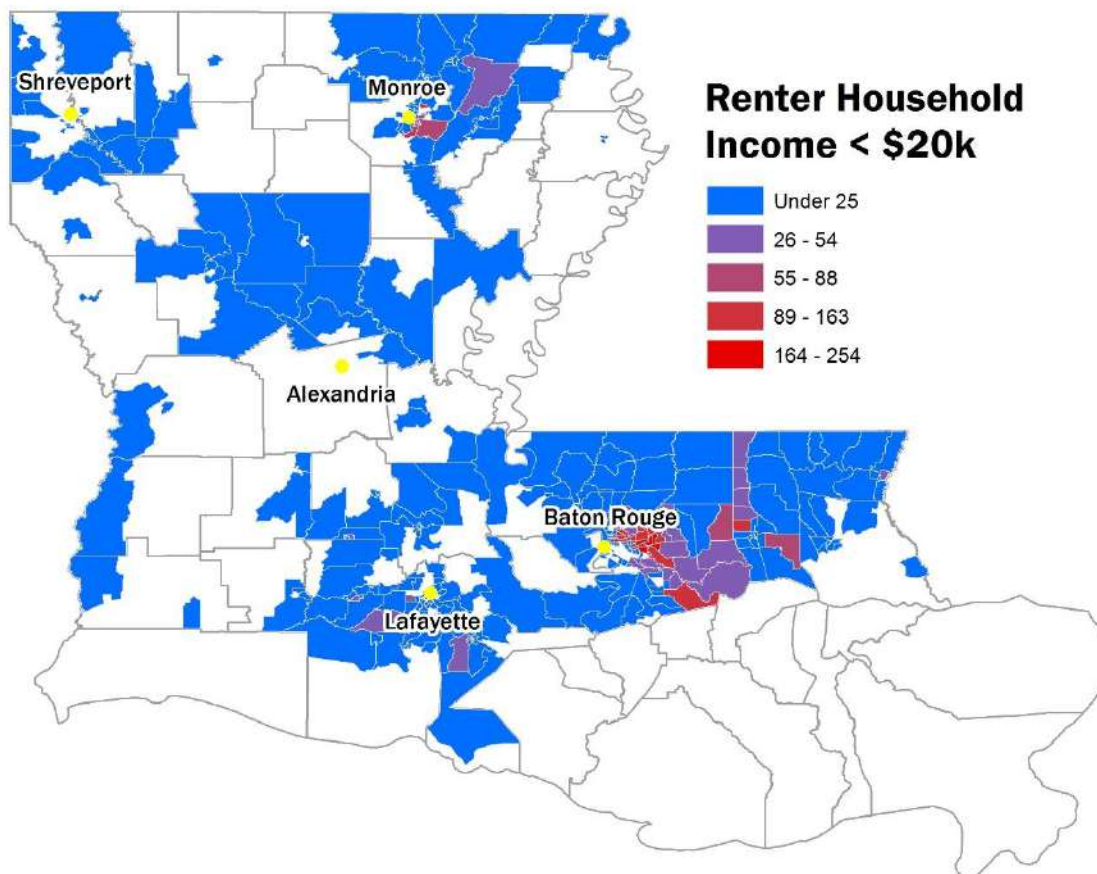 Shreveport
Monroe
Renter Household
Income < $20k
Under 25
26 - 54
55 - 88
89 - 163
164 - 254
Alexandria
Baton Rouge
Lafayette